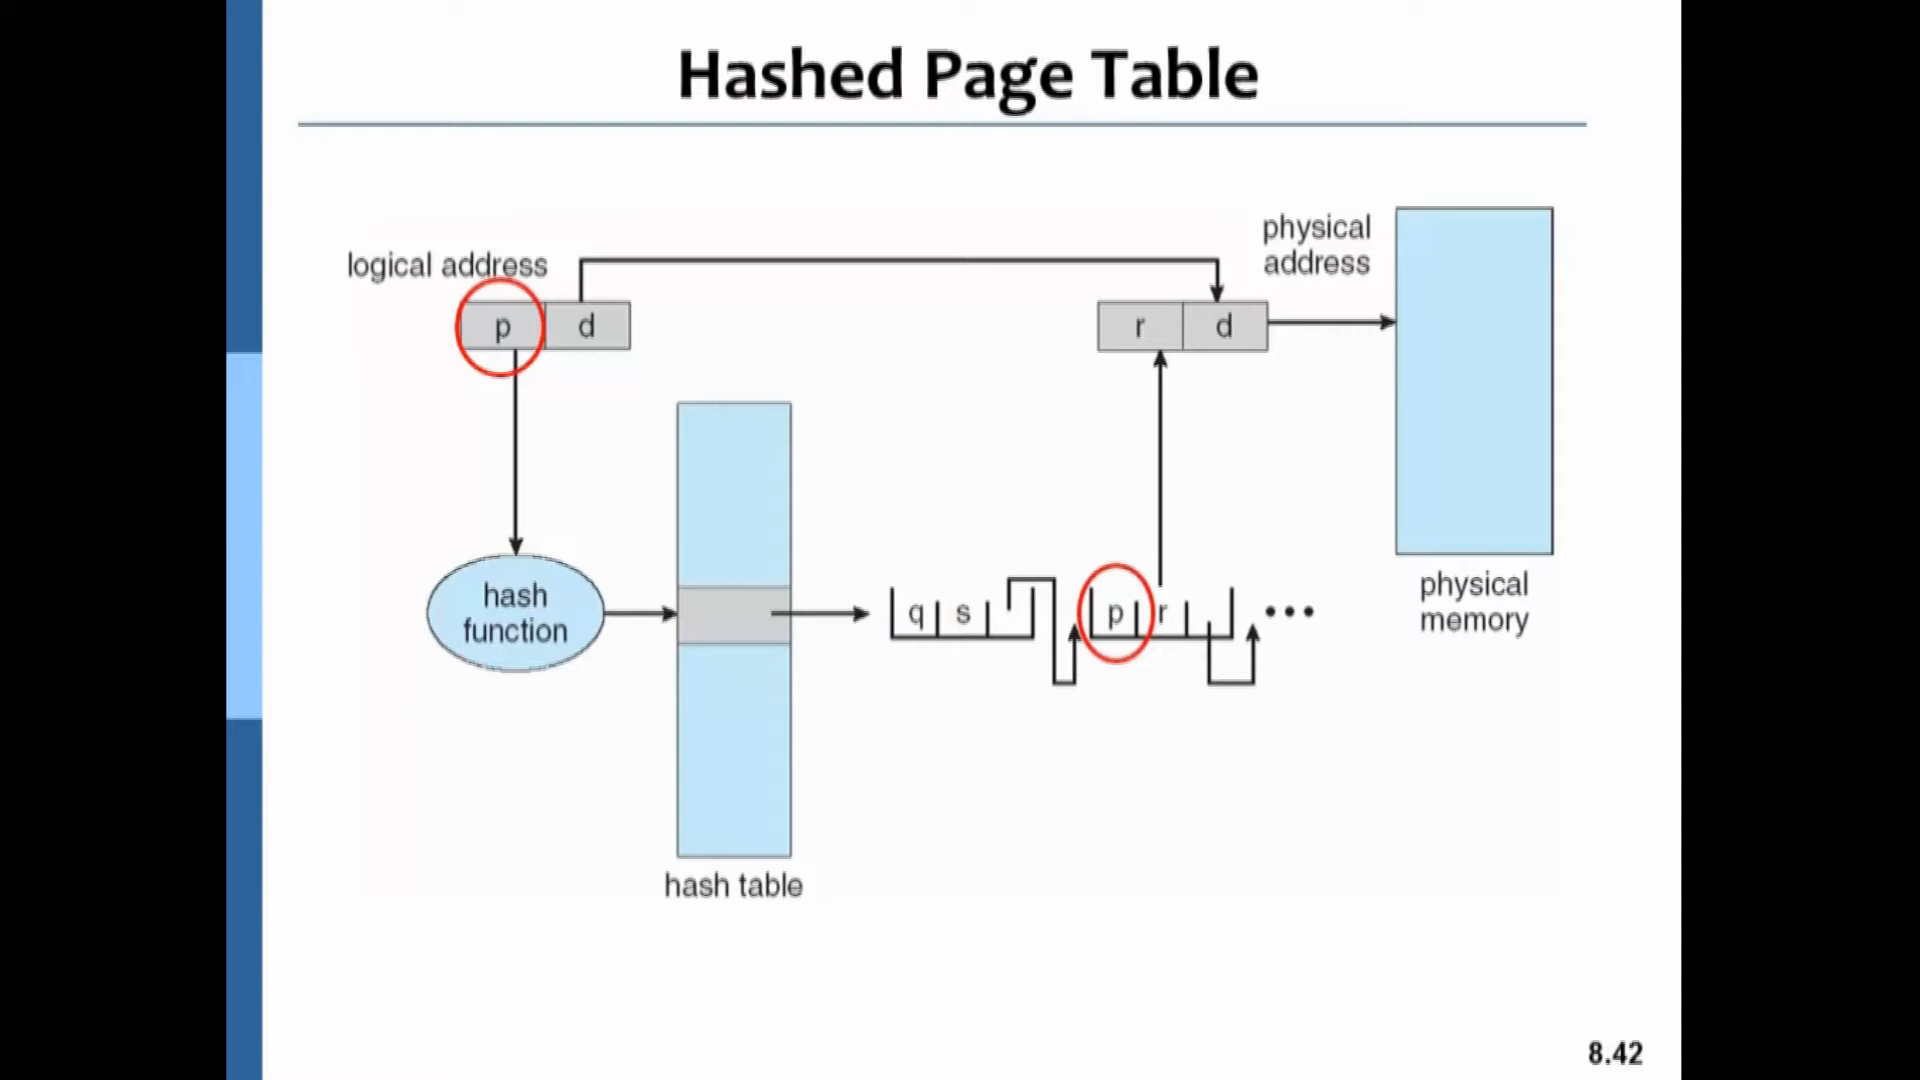 Hashed Page Table
logical address
physical
address
p d
r d
hash
function
q s
p r
•••
physical
memory
hash table
8.42